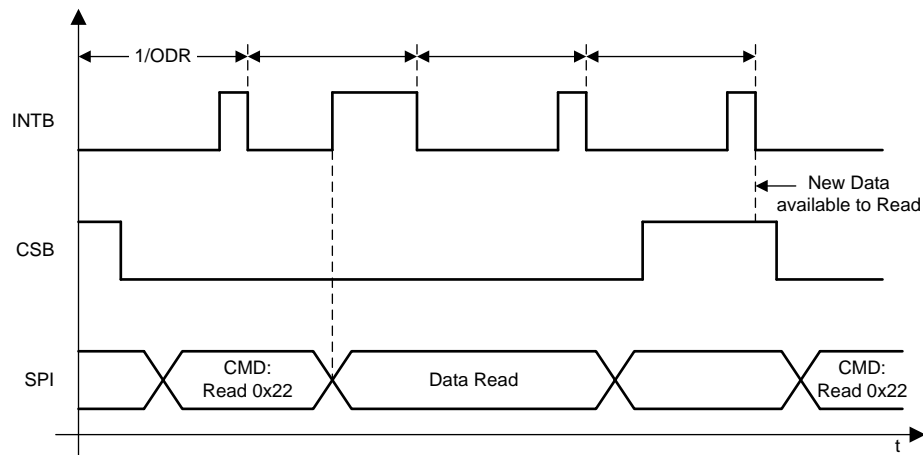 1/ODR
INTB
New Data
available to Read
CSB
CMD:
Read 0x22
Data Read
CMD:
Read 0x22
SPI
t